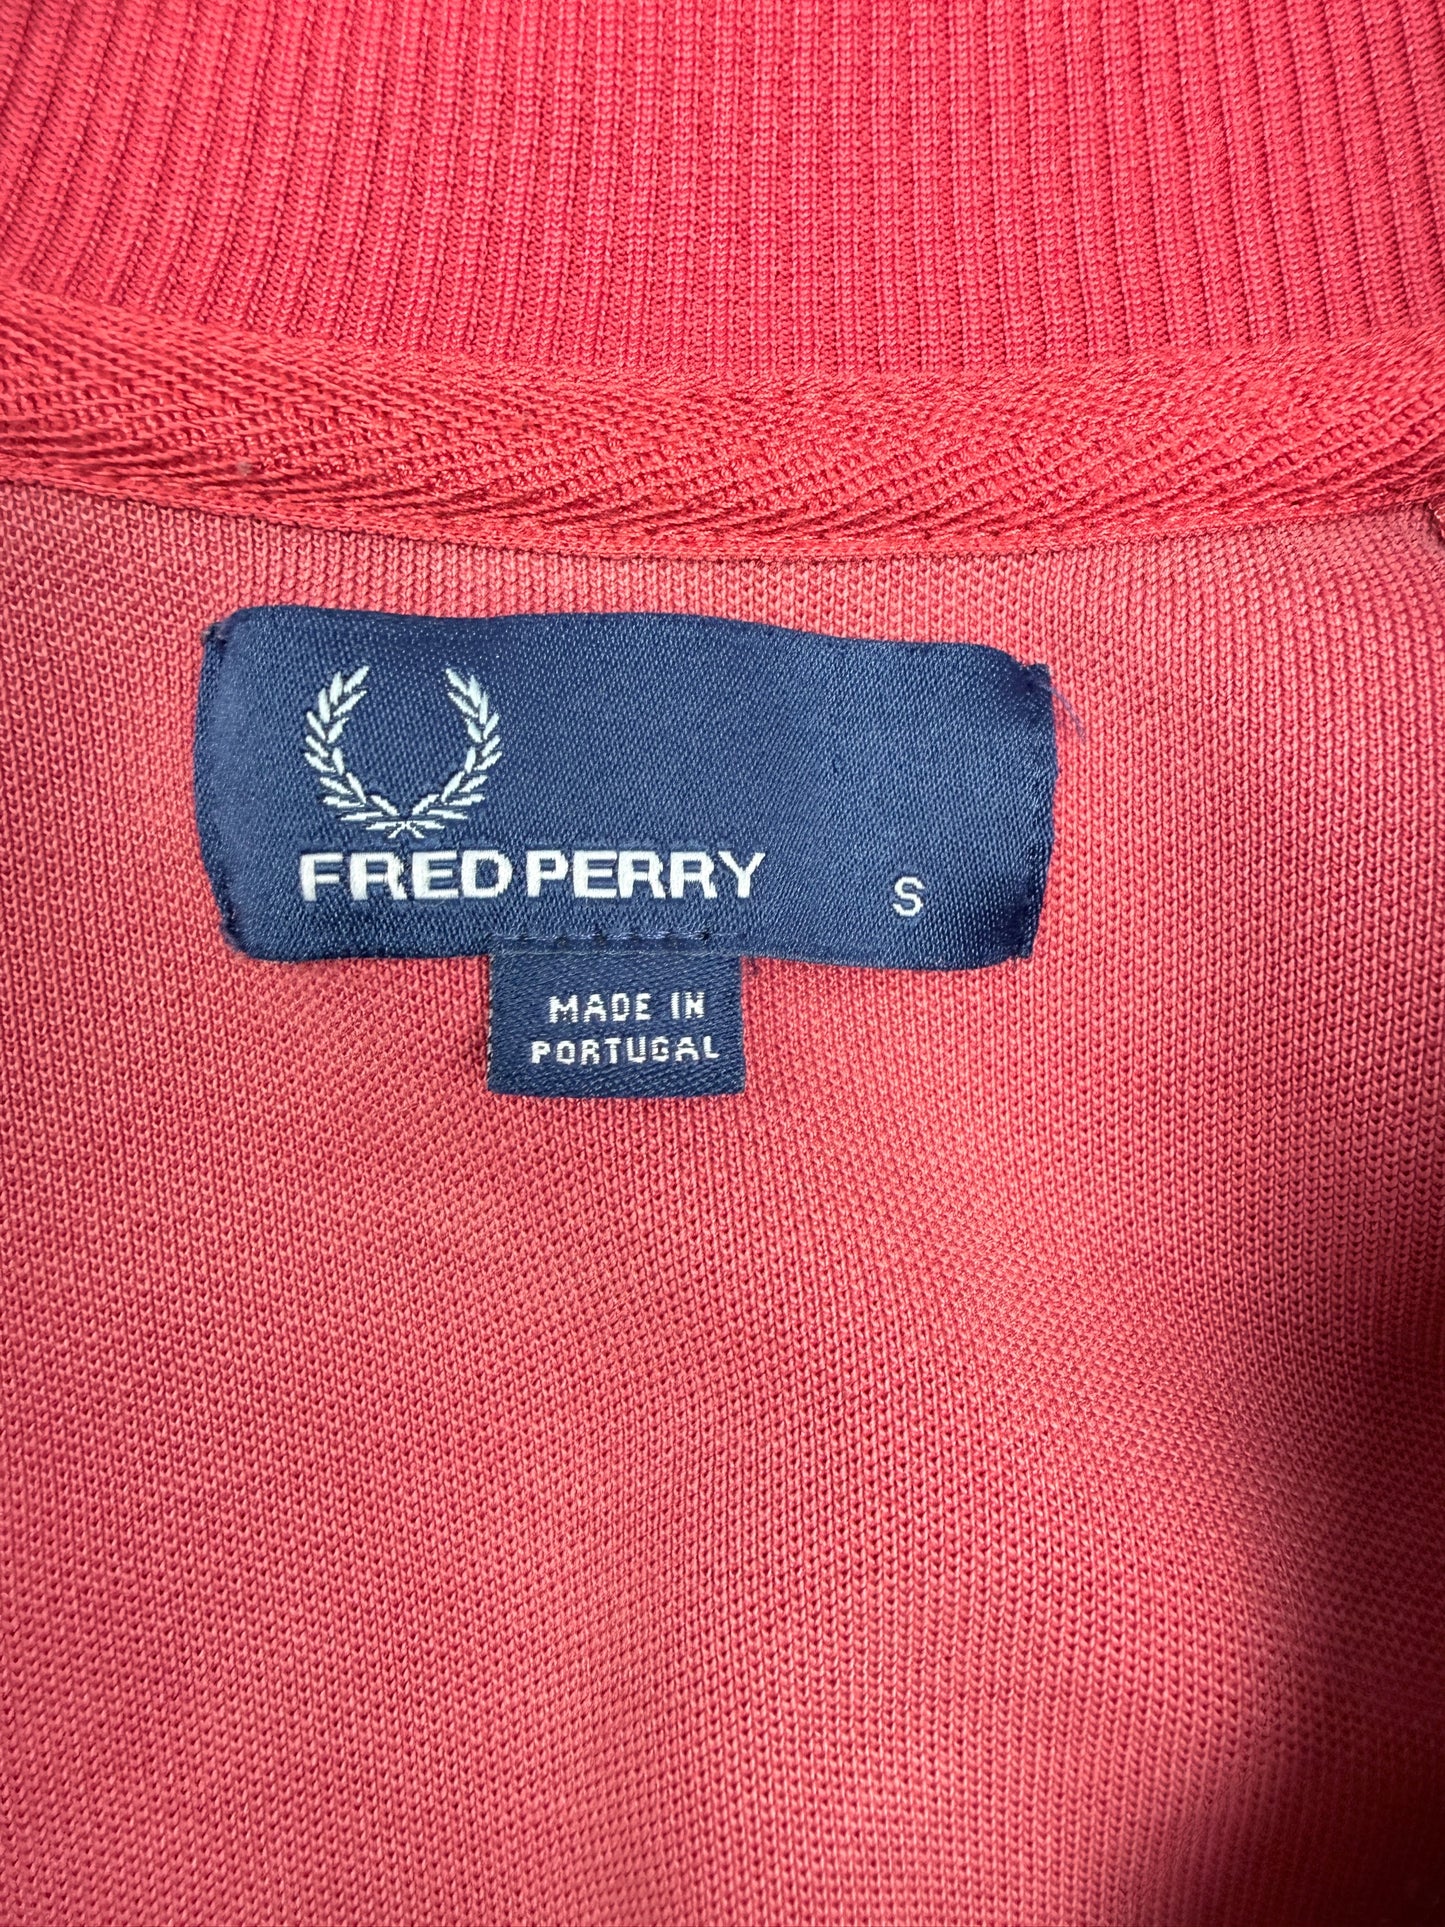 FRED PERRY
S
MADE IN
PORTUGAL